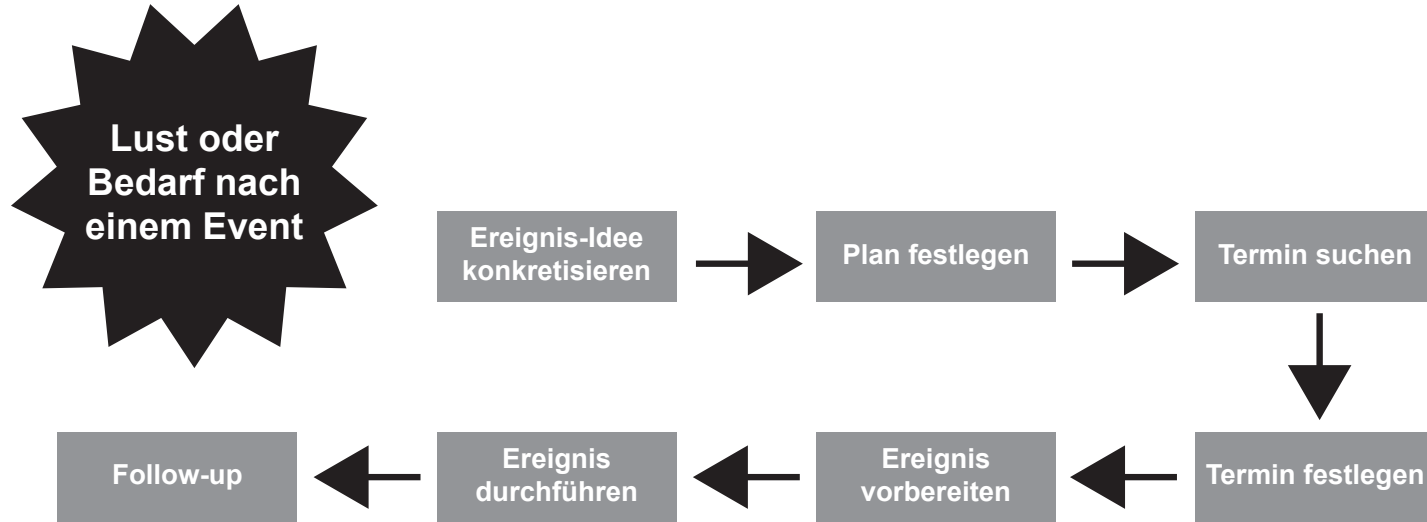 Lust oder
Bedarf nach
einem Event
Ereignis-Idee
konkretisieren
Plan festlegen
Termin suchen
Termin festlegen
Ereignis
vorbereiten
Ereignis
durchführen
Follow-up